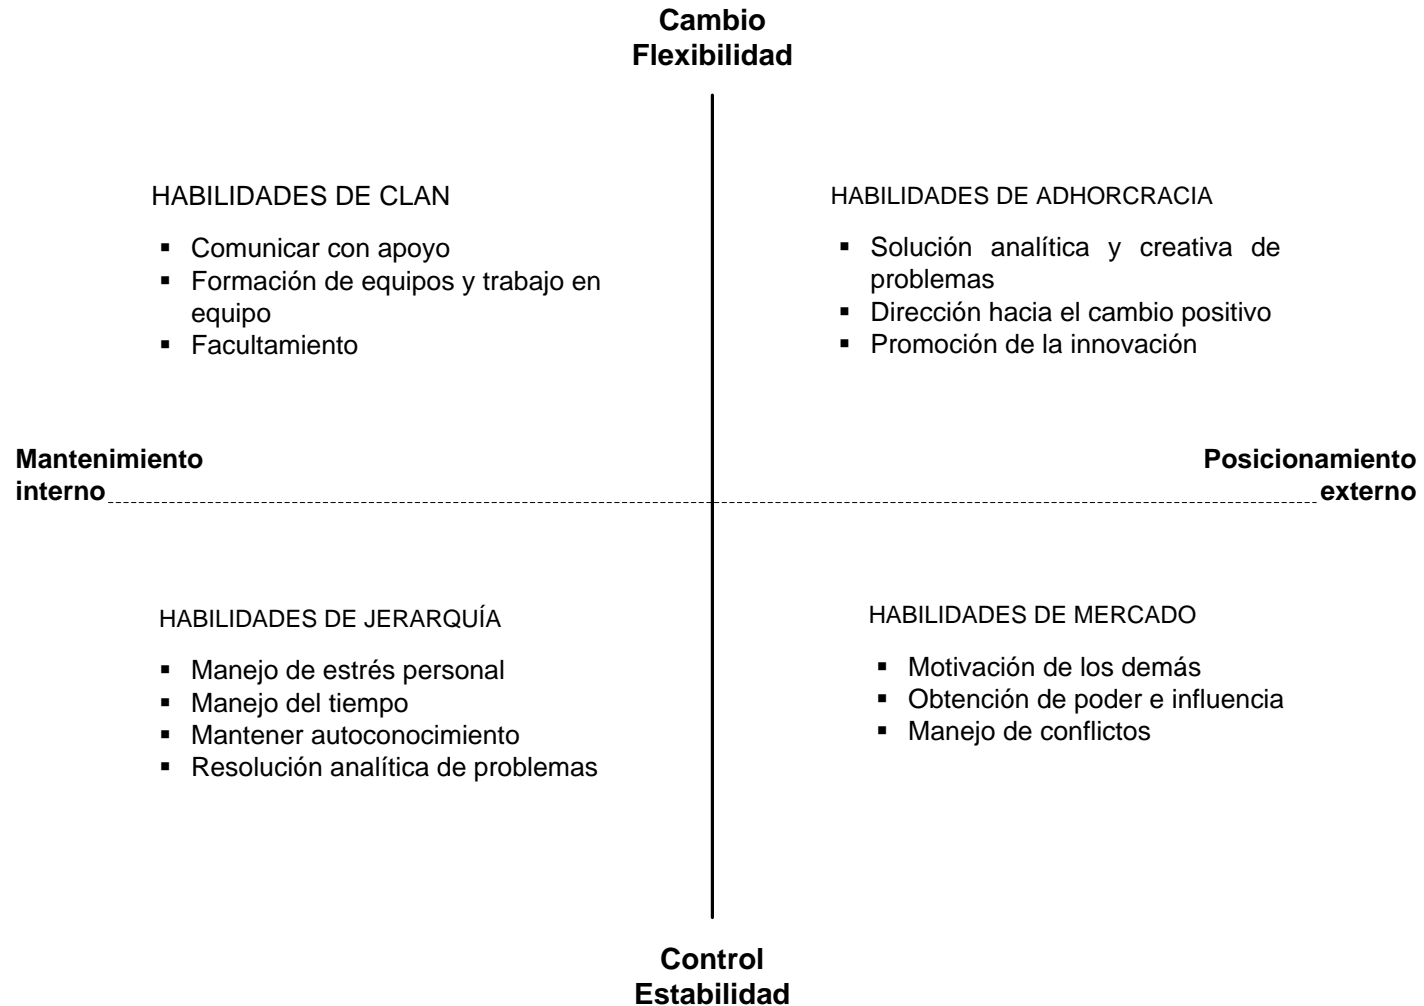 Cambio
Flexibilidad
HABILIDADES DE CLAN
▪ Comunicar con apoyo
▪ Formación de equipos y trabajo en
equipo
▪ Facultamiento
HABILIDADES DE ADHORCRACIA
▪ Solución analítica y creativa de
problemas
▪ Dirección hacia el cambio positivo
▪ Promoción de la innovación
Mantenimiento
interno
Posicionamiento
externo
HABILIDADES DE JERARQUÍA
▪ Manejo de estrés personal
▪ Manejo del tiempo
▪ Mantener autoconocimiento
▪ Resolución analítica de problemas
HABILIDADES DE MERCADO
▪ Motivación de los demás
▪ Obtención de poder e influencia
▪ Manejo de conflictos
Control
Estabilidad